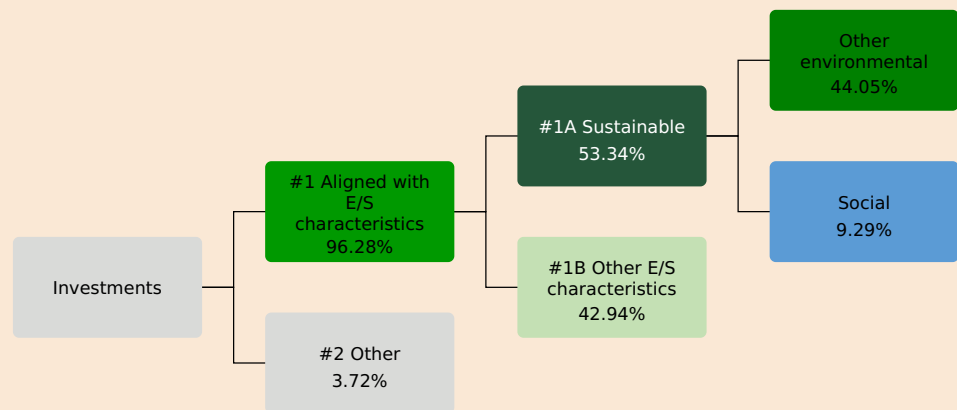 Investments
#1 Aligned with
E/S
characteristics
96.28%
#2 Other
3.72%
#1A Sustainable
53.34%
#1B Other E/S
characteristics
42.94%
Other
environmental
44.05%
Social
9.29%